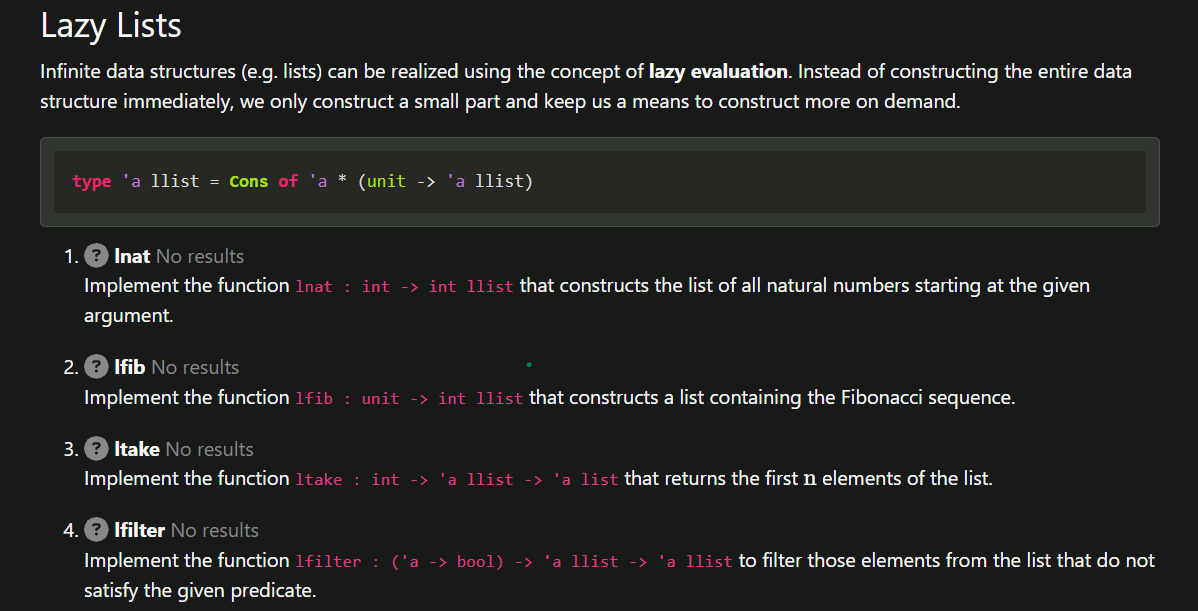 Lazy Lists
Infinite data structures (e.g. lists) can be realized using the concept of lazy evaluation. Instead of constructing the entire data
structure immediately, we only construct a small part and keep us a means to construct more on demand.
type 'a llist = Cons of 'a * (unit -> 'a llist)
1. ? lnat No results
Implement the function lnat : int -> int llist that constructs the list of all natural numbers starting at the given
argument.
2. ? lfib No results
Implement the function lfib : unit -> int llist that constructs a list containing the Fibonacci sequence.
3. ? ltake No results
Implement the function ltake : int -> 'a llist -> 'a list that returns the first n elements of the list.
4. ? lfilter No results
Implement the function lfilter : ('a -> bool) -> 'a llist -> 'a llist to filter those elements from the list that do not
satisfy the given predicate.